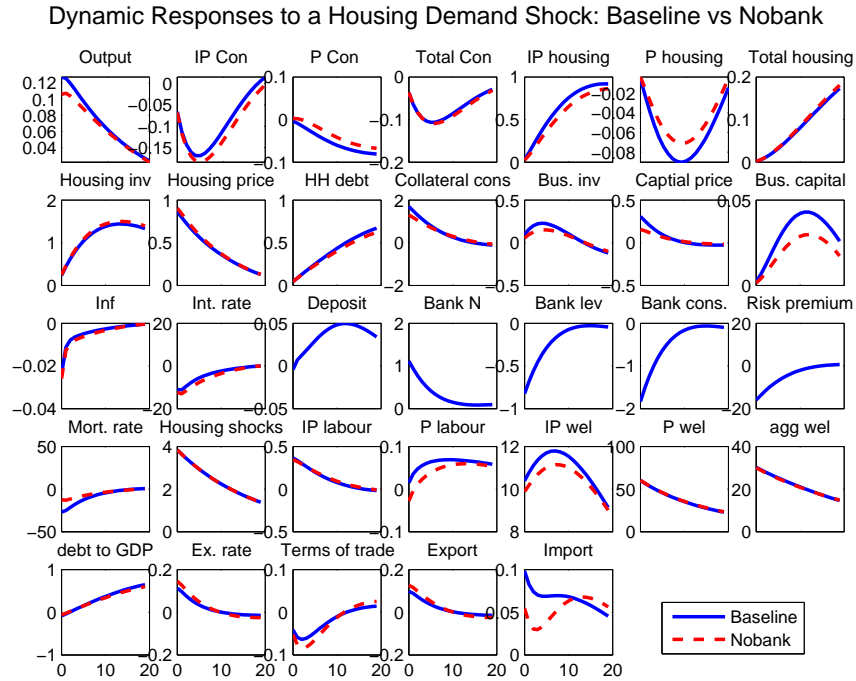 Dynamic Responses to a Housing Demand Shock: Baseline vs Nobank
Output IP Con P Con Total Con IP housing P housing Total housing
0.12 0.1 0.08 0.06 0.04
0 −0.05 −0.1 −0.15
0.1 0 −0.1
0 −0.1 −0.2
1 0.5 0
−0.02 −0.04 −0.06 −0.08
0.2 0.1 0
Housing inv Housing price HH debt Collateral cons Bus. inv Captial price Bus. capital
2 1 0
1 0.5 0
1 0.5 0
2 0 −2
0.5 0 −0.5
0.5 0 −0.5
0.05 0
Inf Int. rate Deposit Bank N Bank lev Bank cons. Risk premium
0 −0.02 −0.04
20 0 −20
0.05 0 −0.05
2 1 0
0 −0.5 −1
0 −1 −2
20 0 −20
Mort. rate Housing shocks IP labour P labour IP wel P wel agg wel
50 0 −50
4 2 0
0.5 0 −0.5
0.1 0 −0.1
12 10 8
100 50 0
40 20 0
debt to GDP Ex. rate Terms of trade Export Import
1 0 −1
0.2 0 −0.2
0.2 0 −0.2
0.2 0 −0.2
0.1 0.05 0
0 10 20 0 10 20 0 10 20 0 10 20 0 10 20
Baseline
Nobank